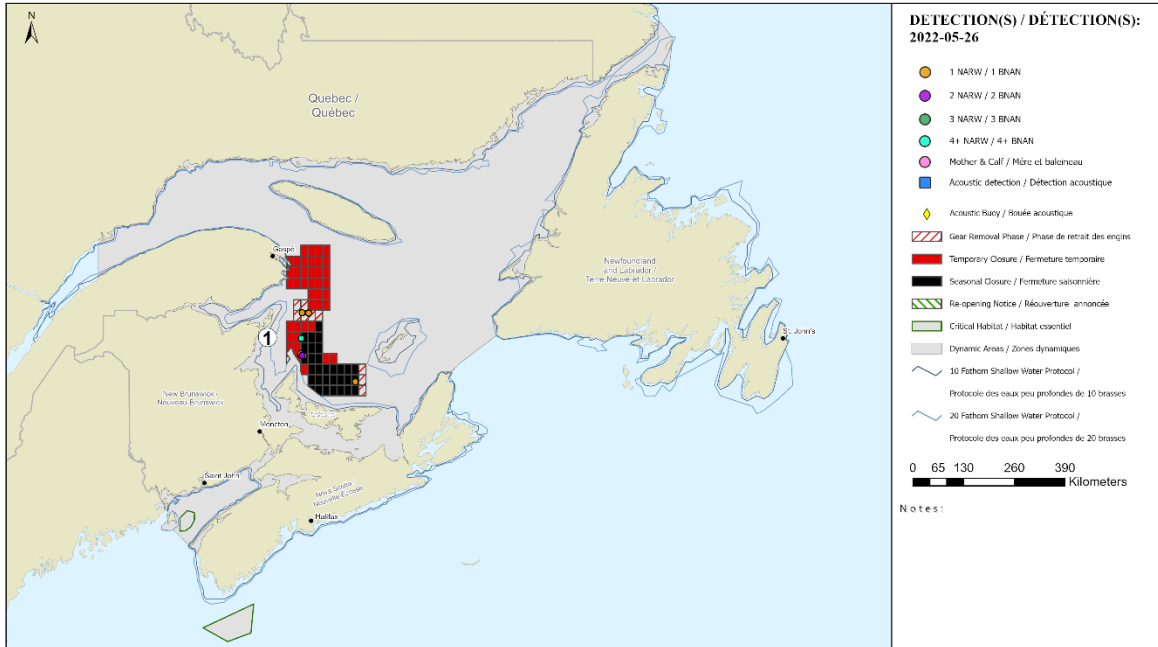 N
Quebec /
Québec
Gaspé
Newfoundland
and Labrador /
Terre-Neuve-et-Labrador
1
St. John's
New Brunswick /
Nouveau-Brunswick
Moncton
Saint John
Nova Scotia /
Nouvelle-Écosse
Halifax
DETECTION(S) / DÉTECTION(S):
2022-05-26
1 NARW / 1 BNAN
2 NARW / 2 BNAN
3 NARW / 3 BNAN
4+ NARW / 4+ BNAN
Mother & Calf / Mère et baleineau
Acoustic detection / Détection acoustique
Acoustic Buoy / Bouée acoustique
Gear Removal Phase / Phase de retrait des engins
Temporary Closure / Fermeture temporaire
Seasonal Closure / Fermeture saisonnière
Re-opening Notice / Réouverture annoncée
Critical Habitat / Habitat essentiel
Dynamic Areas / Zones dynamiques
10 Fathom Shallow Water Protocol /
Protocole des eaux peu profondes de 10 brasses
20 Fathom Shallow Water Protocol /
Protocole des eaux peu profondes de 20 brasses
0 65 130 260 390
Kilometers
Notes: